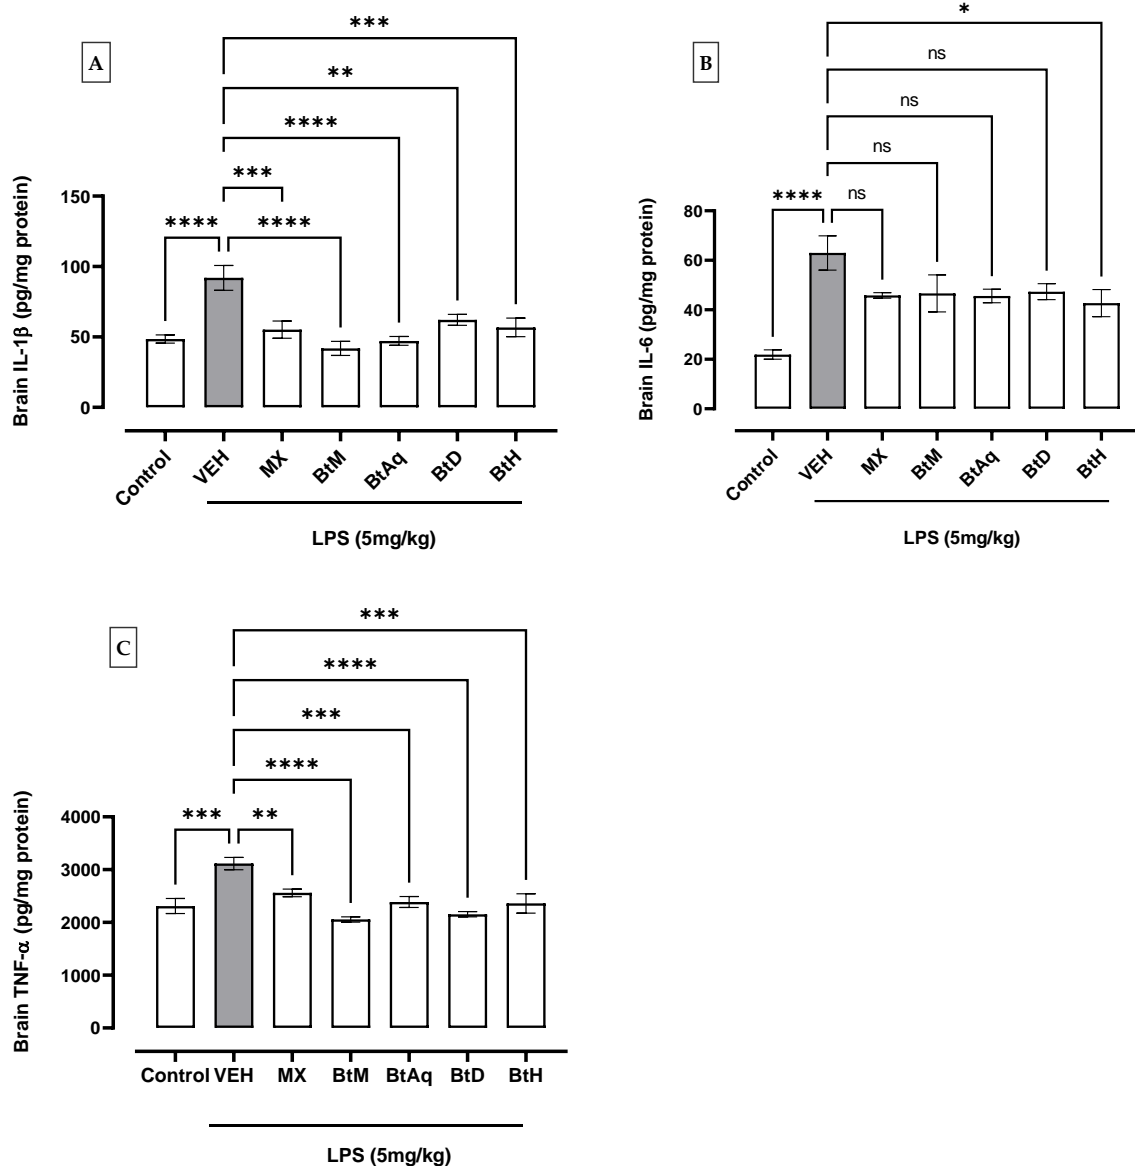 A
***
**
****
***
****
****
Brain IL-1β (pg/mg protein)
150
100
50
0
Control
VEH
MX
BtM
BtAq
BtD
BtH
LPS (5mg/kg)
B
*
ns
ns
ns
****
ns
Brain IL-6 (pg/mg protein)
80
60
40
20
0
Control
VEH
MX
BtM
BtAq
BtD
BtH
LPS (5mg/kg)
C
***
****
***
****
***
**
Brain TNF-α (pg/mg protein)
4000
3000
2000
1000
0
Control VEH MX BtM BtAq BtD BtH
LPS (5mg/kg)